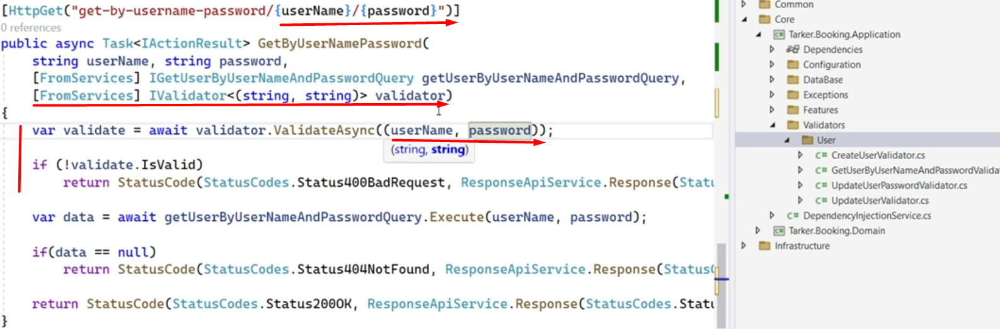 [HttpGet("get-by-username-password/{userName}/{password}")]
0 references
public async Task<IActionResult> GetByUserNamePassword(
string userName, string password,
[FromServices] IGetUserByUserNameAndPasswordQuery getUserByUserNameAndPasswordQuery,
[FromServices] IValidator<(string, string)> validator)
{
var validate = await validator.ValidateAsync((userName, password));
(string, string)
if (!validate.IsValid)
return StatusCode(StatusCodes.Status400BadRequest, ResponseApiService.Response(Statu
var data = await getUserByUserNameAndPasswordQuery.Execute(userName, password);
if(data == null)
return StatusCode(StatusCodes.Status404NotFound, ResponseApiService.Response(Status
return StatusCode(StatusCodes.Status200OK, ResponseApiService.Response(StatusCodes.Statu
}
Common
Core
C# Tarker.Booking.Application
Dependencies
Configuration
DataBase
Exceptions
Features
Validators
User
C# CreateUserValidator.cs
C# GetUserByUserNameAndPasswordValida
C# UpdateUserPasswordValidator.cs
C# UpdateUserValidator.cs
C# DependencyInjectionService.cs
C# Tarker.Booking.Domain
Infrastructure